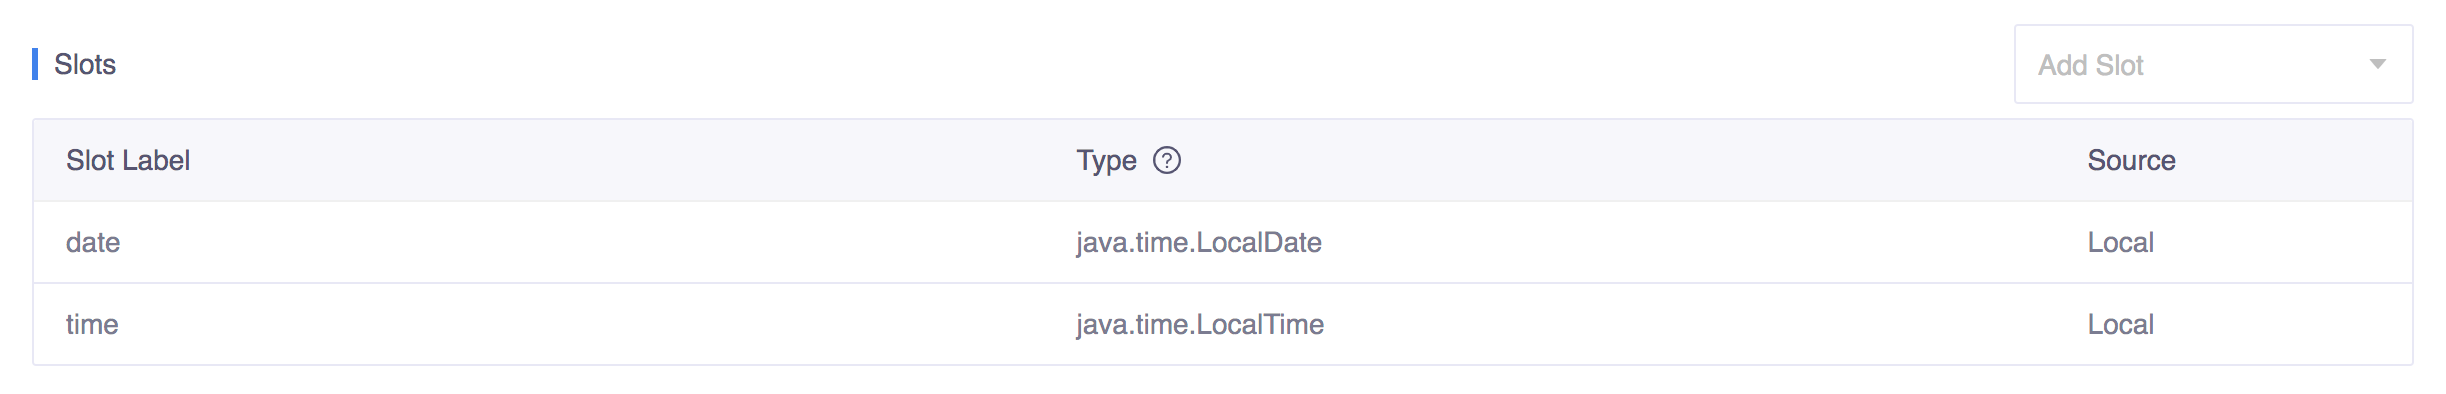 Slots
Add Slot
Slot Label Type ? Source
date java.time.LocalDate Local
time java.time.LocalTime Local